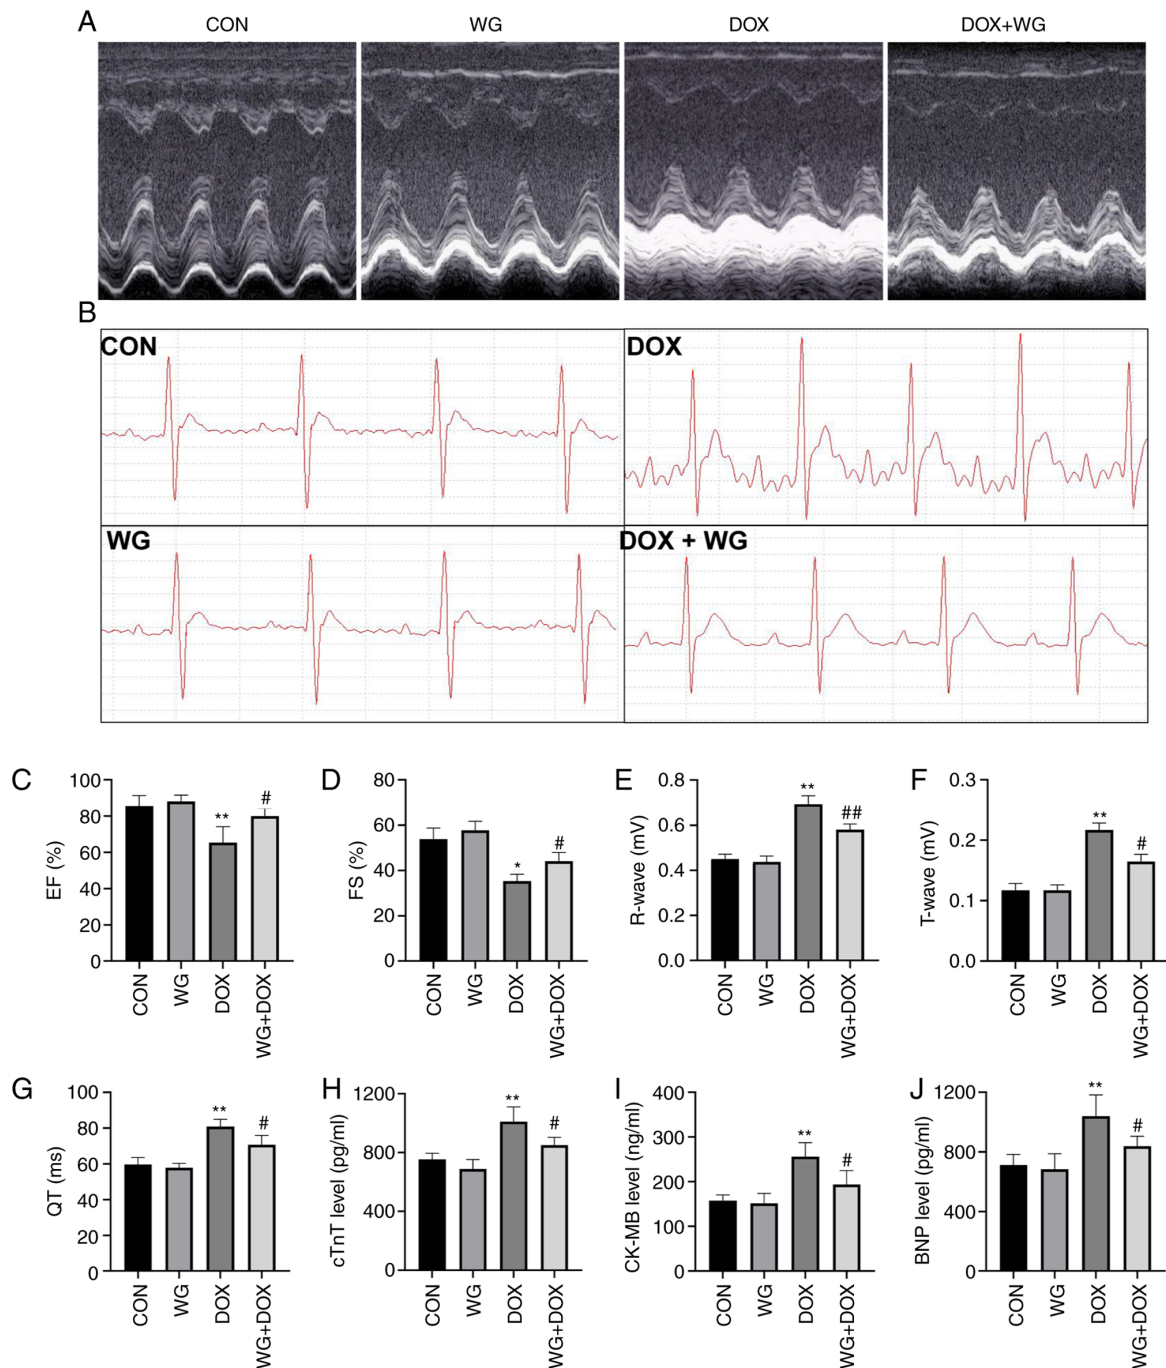 A
CON WG DOX DOX+WG
B
CON DOX
WG DOX + WG
C
EF (%)
100
80
60
40
20
0
**
#
CON WG DOX WG+DOX
D
FS (%)
80
60
40
20
0
*
#
CON WG DOX WG+DOX
E
R-wave (mV)
0.8
0.6
0.4
0.2
0.0
**
##
CON WG DOX WG+DOX
F
T-wave (mV)
0.3
0.2
0.1
0.0
**
#
CON WG DOX WG+DOX
G
QT (ms)
100
80
60
40
20
0
**
#
CON WG DOX WG+DOX
H
cTnT level (pg/ml)
1200
800
400
0
**
#
CON WG DOX WG+DOX
I
CK-MB level (ng/ml)
400
300
200
100
0
**
#
CON WG DOX WG+DOX
J
BNP level (pg/ml)
1200
800
400
0
**
#
CON WG DOX WG+DOX